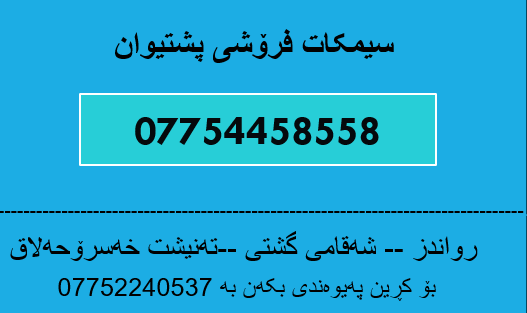 سیمکات فرۆشی پشتیوان
07754458558
رواندز -- شەقامی گشتی --تەنیشت خەسرۆحەلاق
بۆ کڕین پەیوەندی بکەن بە 07752240537